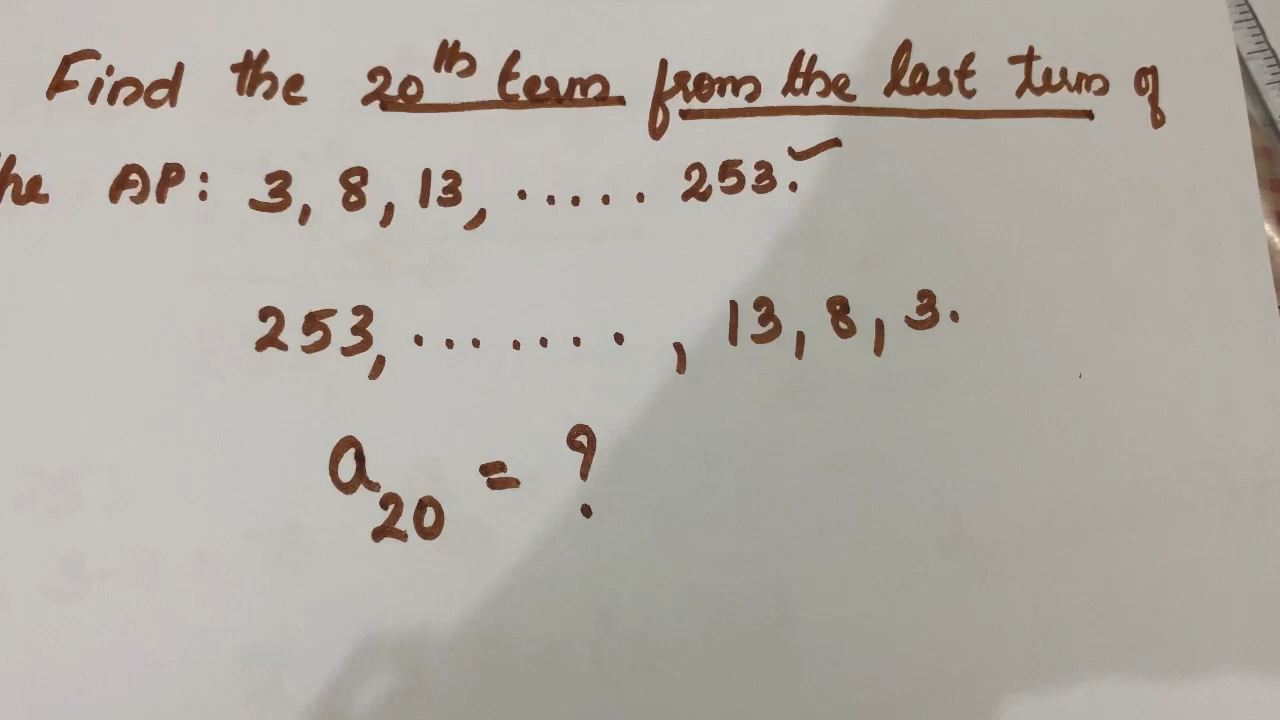 Find the 20th term from the last term of
the AP: 3, 8, 13, ..... 253.
253, ........ , 13, 8, 3.
a20 = ?